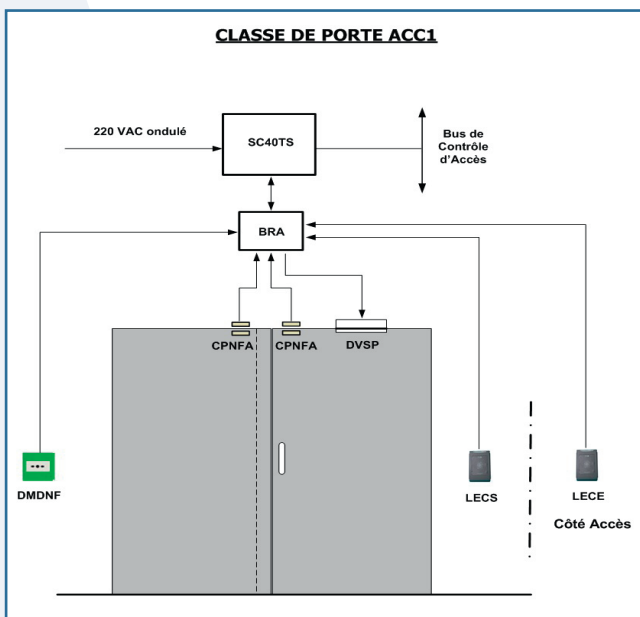 CLASSE DE PORTE ACC1
220 VAC ondulé
SC40TS
Bus de
Contrôle
d'Accès
BRA
CPNFA
CPNFA
DVSP
DMDNF
LECS
LECE
Côté Accès